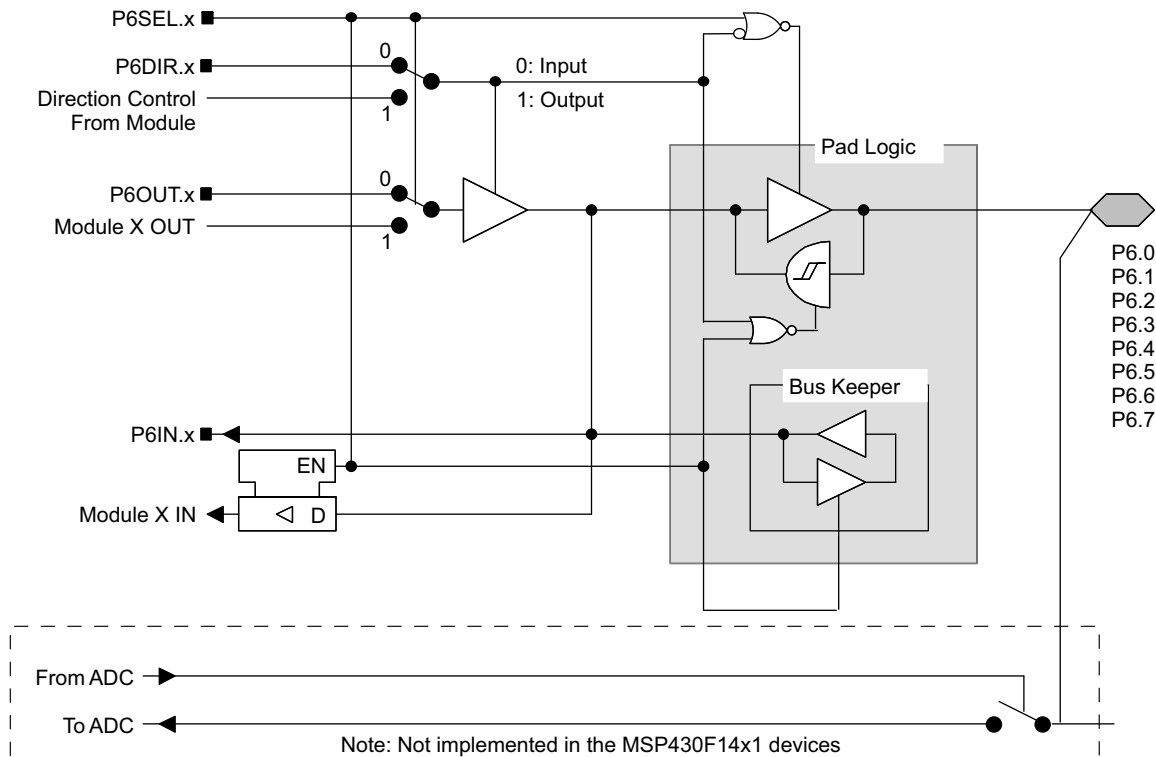 P6SEL.x
P6DIR.x
0
0: Input
1: Output
Direction Control
From Module
1
Pad Logic
P6OUT.x
0
Module X OUT
1
P6.0
P6.1
P6.2
P6.3
P6.4
P6.5
P6.6
P6.7
Bus Keeper
P6IN.x
EN
Module X IN
D
From ADC
To ADC
Note: Not implemented in the MSP430F14x1 devices